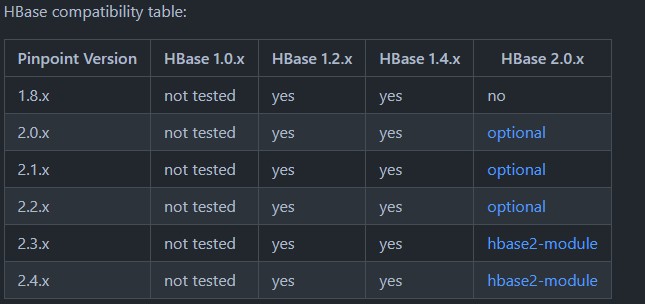 HBase compatibility table:
Pinpoint Version HBase 1.0.x HBase 1.2.x HBase 1.4.x HBase 2.0.x
1.8.x not tested yes yes no
2.0.x not tested yes yes optional
2.1.x not tested yes yes optional
2.2.x not tested yes yes optional
2.3.x not tested yes yes hbase2-module
2.4.x not tested yes yes hbase2-module